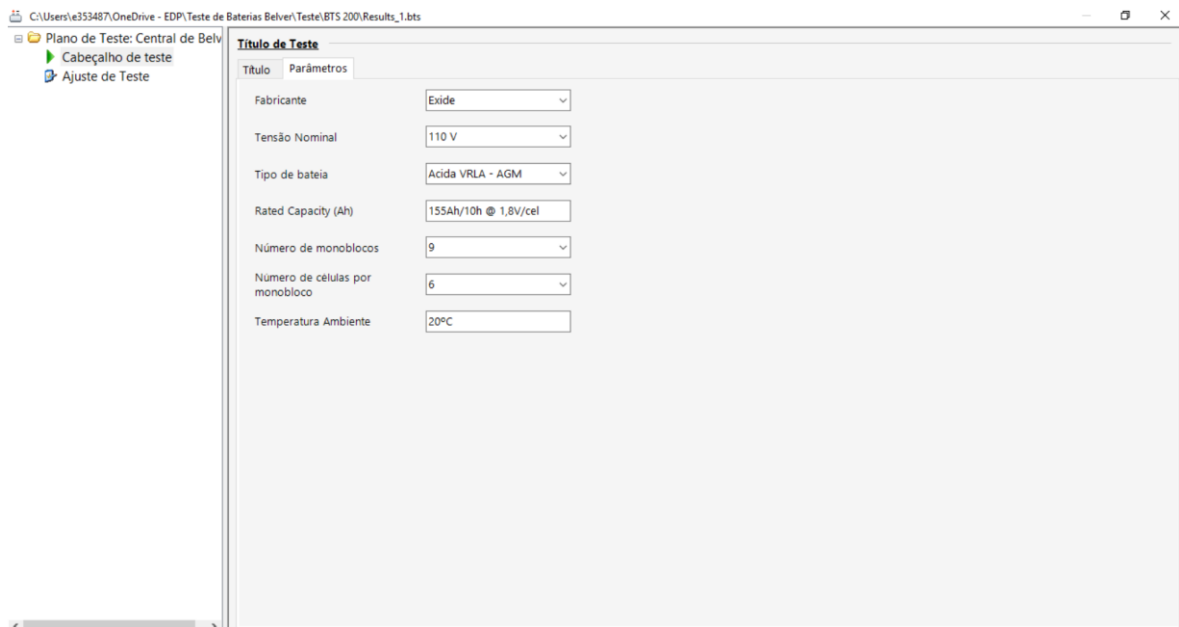 C:\Users\e353487\OneDrive - EDP\Teste de Baterias Belver\Teste\BTS 200\Results_1.bts
Plano de Teste: Central de Belv
Cabeçalho de teste
Ajuste de Teste
Título de Teste
Título
Parâmetros
Fabricante
Exide
Tensão Nominal
110 V
Tipo de bateia
Acida VRLA - AGM
Rated Capacity (Ah)
155Ah/10h @ 1,8V/cel
Número de monoblocos
9
Número de células por
monobloco
6
Temperatura Ambiente
20ºC